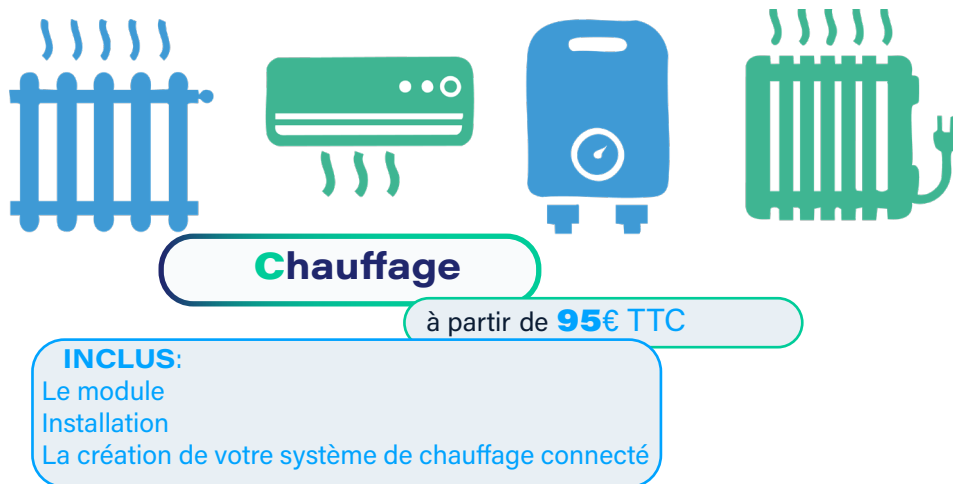 Chauffage
à partir de 95€ TTC
INCLUS:
Le module
Installation
La création de votre système de chauffage connecté